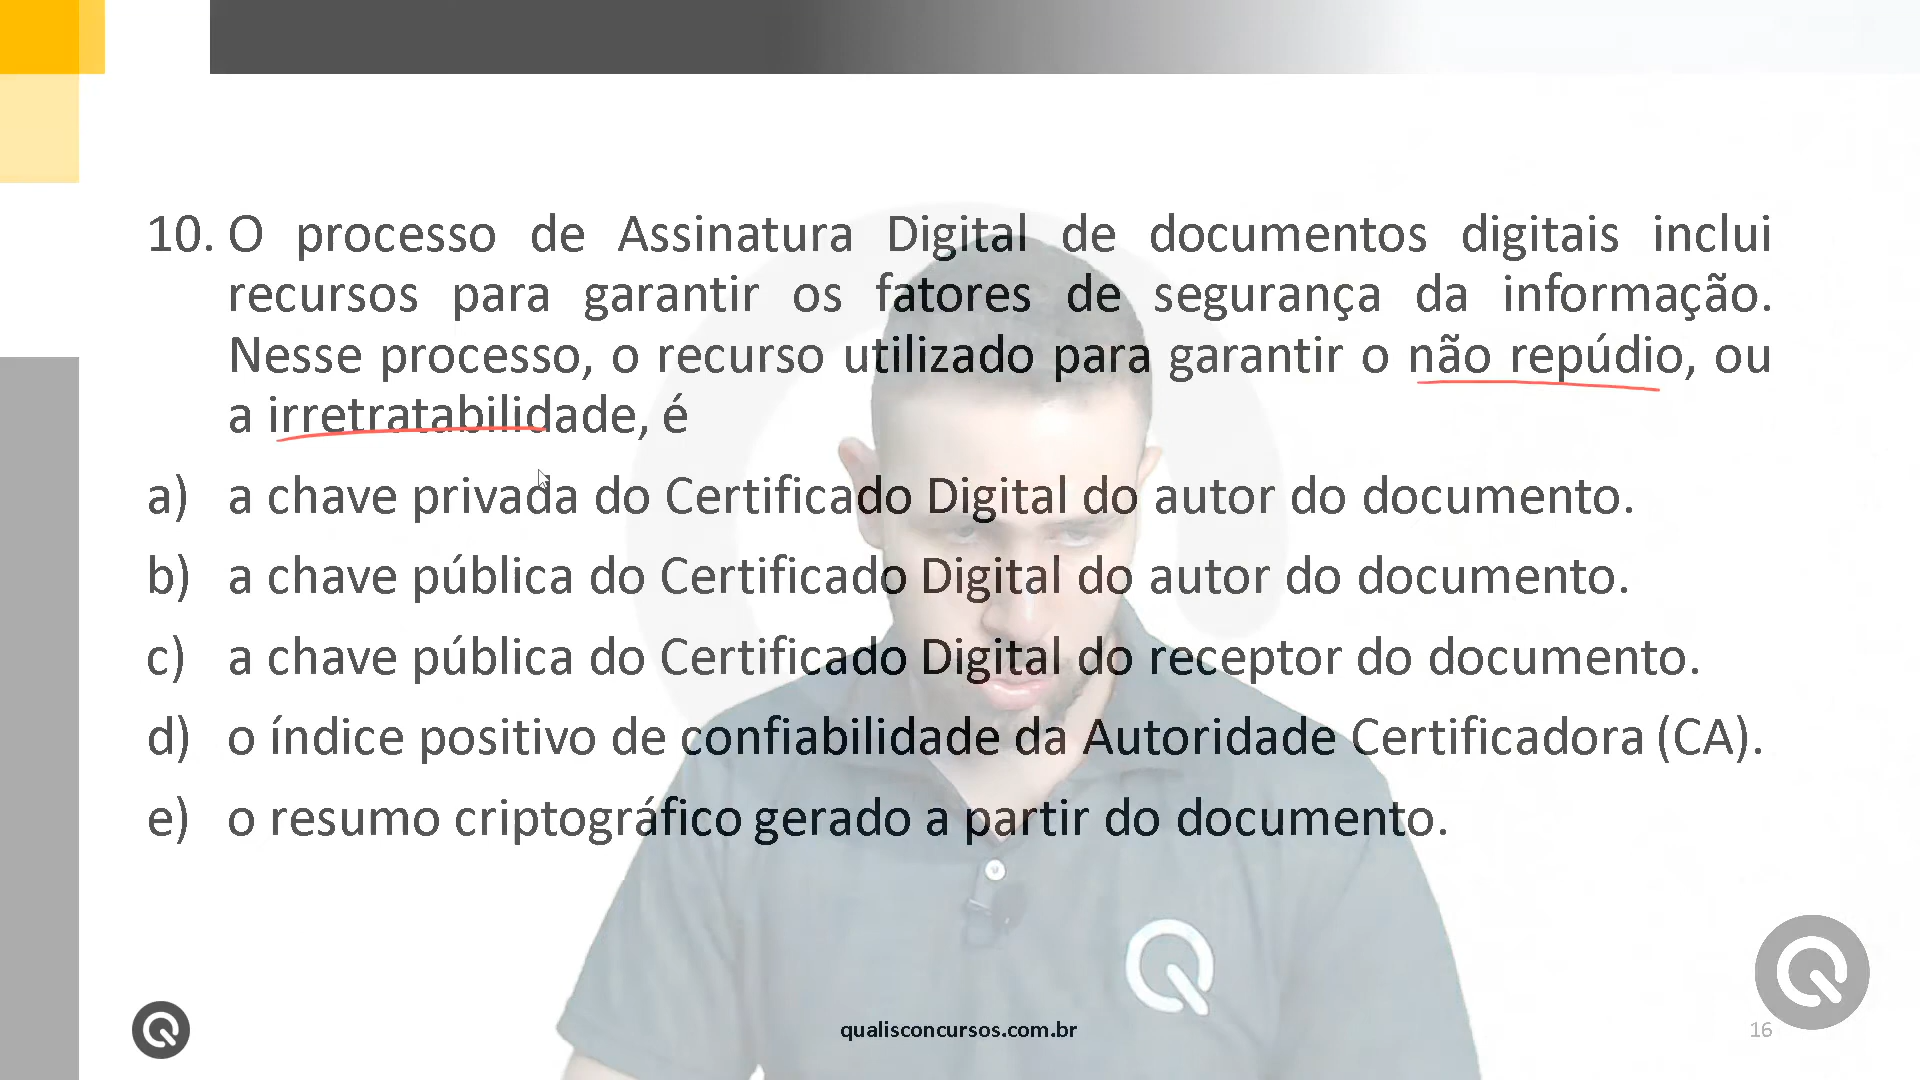 10. O processo de Assinatura Digital de documentos digitais inclui
recursos para garantir os fatores de segurança da informação.
Nesse processo, o recurso utilizado para garantir o não repúdio, ou
a irretratabilidade, é
a) a chave privada do Certificado Digital do autor do documento.
b) a chave pública do Certificado Digital do autor do documento.
c) a chave pública do Certificado Digital do receptor do documento.
d) o índice positivo de confiabilidade da Autoridade Certificadora (CA).
e) o resumo criptográfico gerado a partir do documento.
qualisconcursos.com.br
16